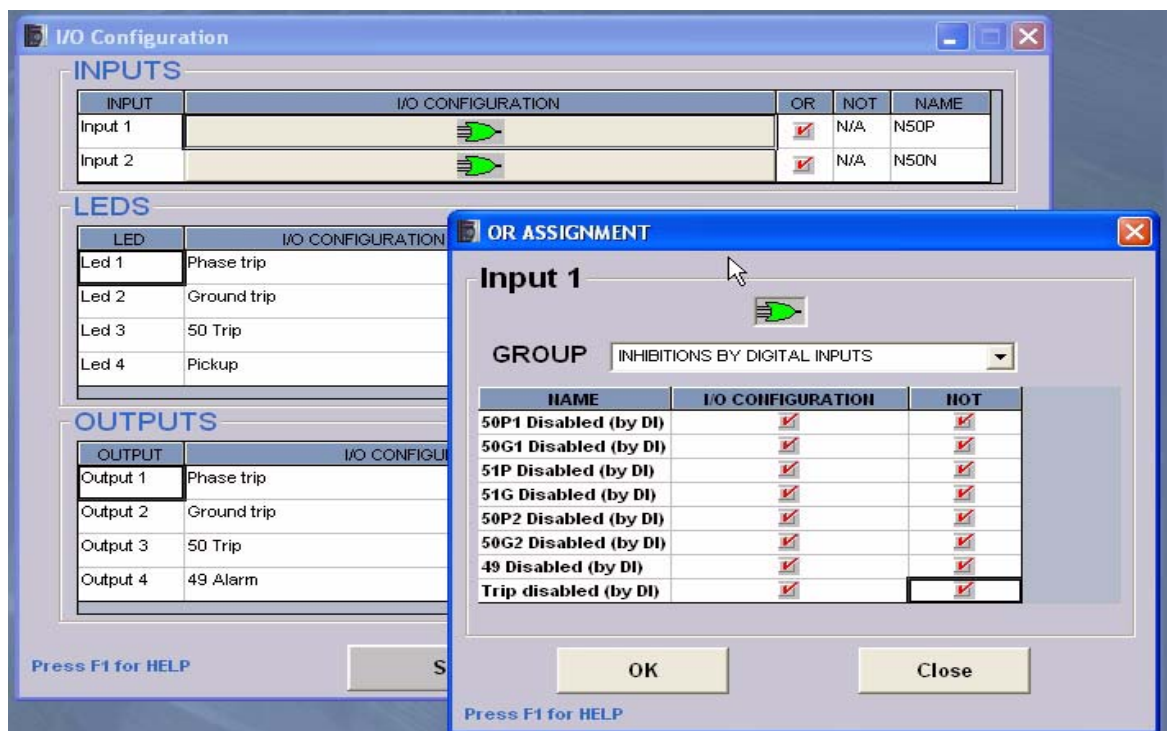 I/O Configuration
INPUTS
INPUT I/O CONFIGURATION OR NOT NAME
Input 1 N/A N50P
Input 2 N/A N50N
LEDS
LED I/O CONFIGURATION
Led 1 Phase trip
Led 2 Ground trip
Led 3 50 Trip
Led 4 Pickup
OUTPUTS
OUTPUT I/O CONFIGU
Output 1 Phase trip
Output 2 Ground trip
Output 3 50 Trip
Output 4 49 Alarm
Press F1 for HELP
S
OR ASSIGNMENT
Input 1
GROUP INHIBITIONS BY DIGITAL INPUTS
NAME I/O CONFIGURATION NOT
50P1 Disabled (by DI)
50G1 Disabled (by DI)
51P Disabled (by DI)
51G Disabled (by DI)
50P2 Disabled (by DI)
50G2 Disabled (by DI)
49 Disabled (by DI)
Trip disabled (by DI)
OK Close
Press F1 for HELP